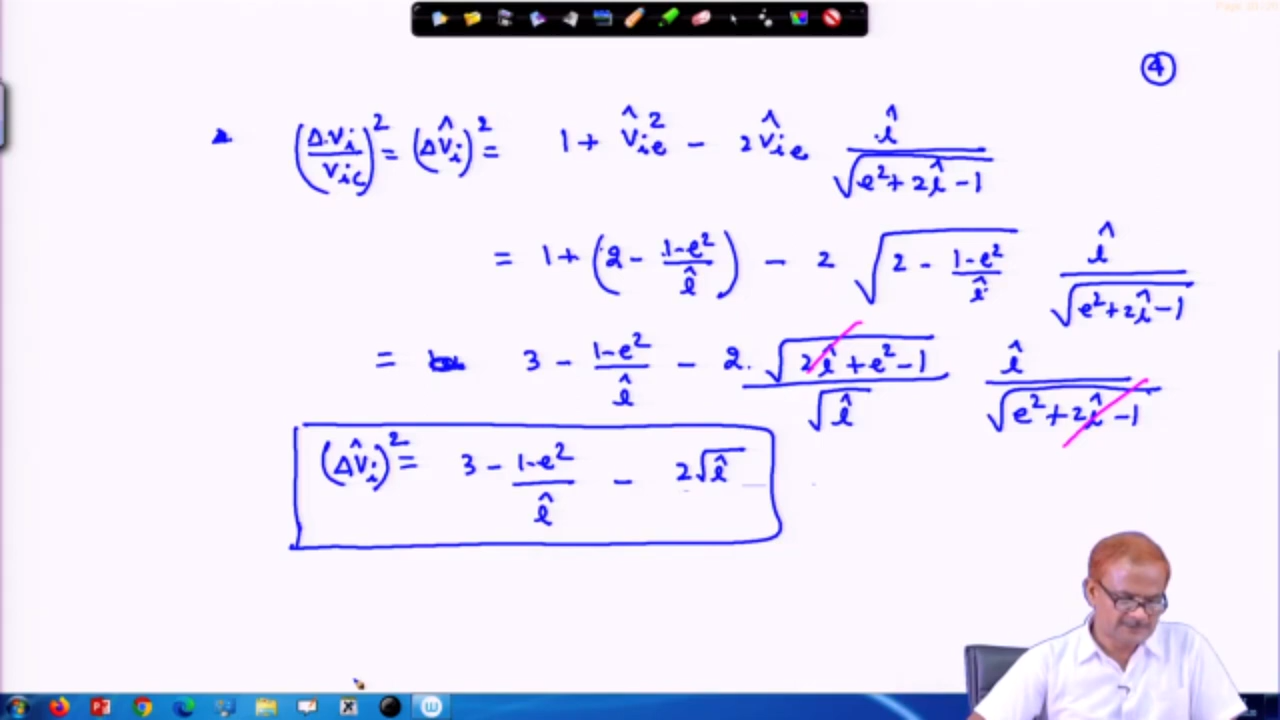 ④
(Δv_i/v_ic)² = (Δv̂_i)² = 1 + v̂_ie² - 2v̂_ie l̂/√(e²+2l̂-1)
= 1 + (2 - (1-e²)/l̂) - 2 √(2 - (1-e²)/l̂) l̂/√(e²+2l̂-1)
= 3 - (1-e²)/l̂ - 2. √(2l̂+e²-1)/√l̂ l̂/√(e²+2l̂-1)
(Δv̂_i)² = 3 - (1-e²)/l̂ - 2√l̂